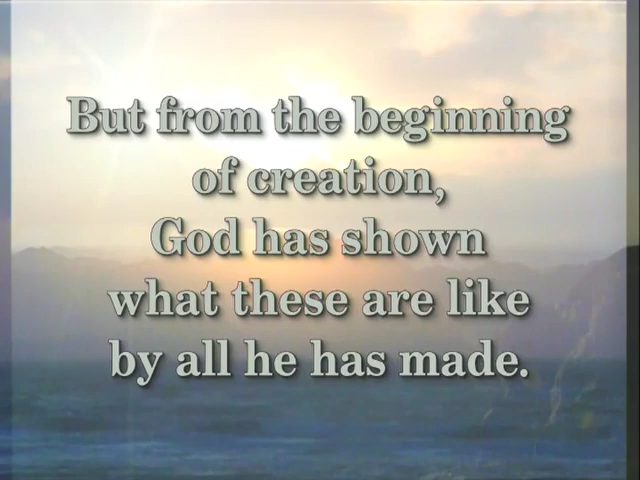 But from the beginning
of creation,
God has shown
what these are like
by all he has made.